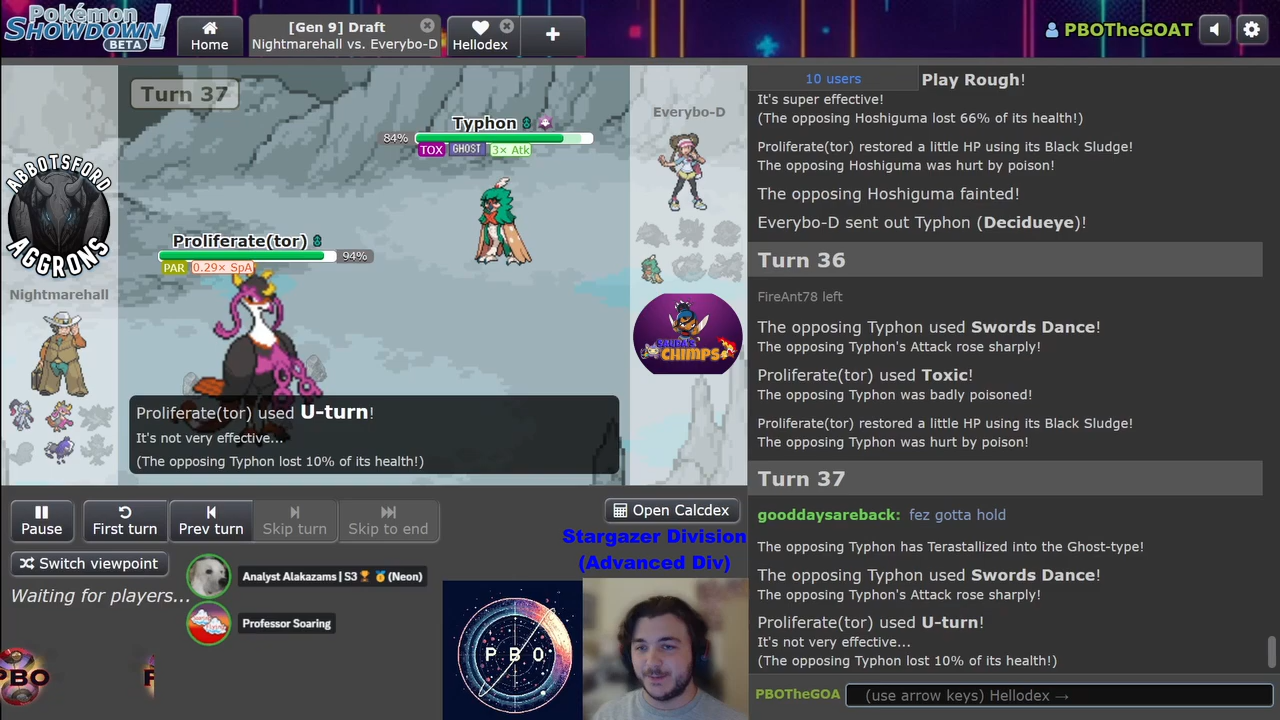 Pokémon
SHOWDOWN!
BETA
Home
[Gen 9] Draft
Nightmarehall vs. Everybo-D
Hellodex
PBOTheGOAT
Turn 37
Typhon
84%
TOX GHOST 3× Atk
Proliferate(tor)
94%
PAR 0.29× SpA
ABBOTSFORD
AGGRONS
Nightmarehall
Everybo-D
CHIMPS
Proliferate(tor) used U-turn!
It's not very effective...
(The opposing Typhon lost 10% of its health!)
Pause
First turn
Prev turn
Skip turn
Skip to end
Open Calcdex
Switch viewpoint
Waiting for players...
Stargazer Division
(Advanced Div)
Analyst Alakazams | S3🏆🥇(Neon)
Professor Soaring
PBO
P B O
10 users
Play Rough!
It's super effective!
(The opposing Hoshiguma lost 66% of its health!)
Proliferate(tor) restored a little HP using its Black Sludge!
The opposing Hoshiguma was hurt by poison!
The opposing Hoshiguma fainted!
Everybo-D sent out Typhon (Decidueye)!
Turn 36
FireAnt78 left
The opposing Typhon used Swords Dance!
The opposing Typhon's Attack rose sharply!
Proliferate(tor) used Toxic!
The opposing Typhon was badly poisoned!
Proliferate(tor) restored a little HP using its Black Sludge!
The opposing Typhon was hurt by poison!
Turn 37
gooddaysareback: fez gotta hold
The opposing Typhon has Terastallized into the Ghost-type!
The opposing Typhon used Swords Dance!
The opposing Typhon's Attack rose sharply!
Proliferate(tor) used U-turn!
It's not very effective...
(The opposing Typhon lost 10% of its health!)
PBOTheGOA
(use arrow keys) Hellodex →